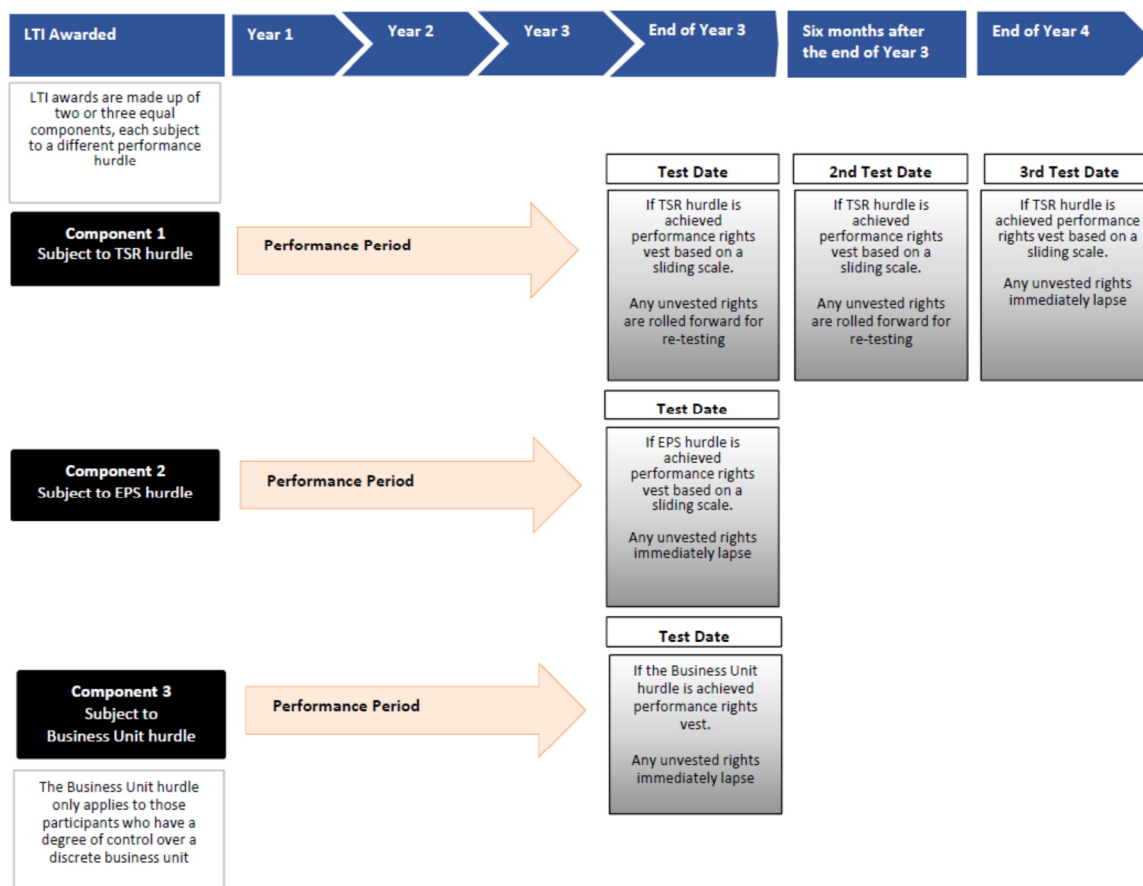 LTI Awarded
Year 1
Year 2
Year 3
End of Year 3
Six months after
the end of Year 3
End of Year 4
LTI awards are made up of
two or three equal
components, each subject
to a different performance
hurdle
Component 1
Subject to TSR hurdle
Performance Period
Test Date
If TSR hurdle is
achieved
performance rights
vest based on a
sliding scale.
Any unvested rights
are rolled forward for
re-testing
2nd Test Date
If TSR hurdle is
achieved
performance rights
vest based on a
sliding scale.
Any unvested rights
are rolled forward for
re-testing
3rd Test Date
If TSR hurdle is
achieved performance
rights vest based on a
sliding scale.
Any unvested rights
immediately lapse
Component 2
Subject to EPS hurdle
Performance Period
Test Date
If EPS hurdle is
achieved
performance rights
vest based on a
sliding scale.
Any unvested rights
immediately lapse
Component 3
Subject to
Business Unit hurdle
Performance Period
Test Date
If the Business Unit
hurdle is achieved
performance rights
vest.
Any unvested rights
immediately lapse
The Business Unit hurdle
only applies to those
participants who have a
degree of control over a
discrete business unit